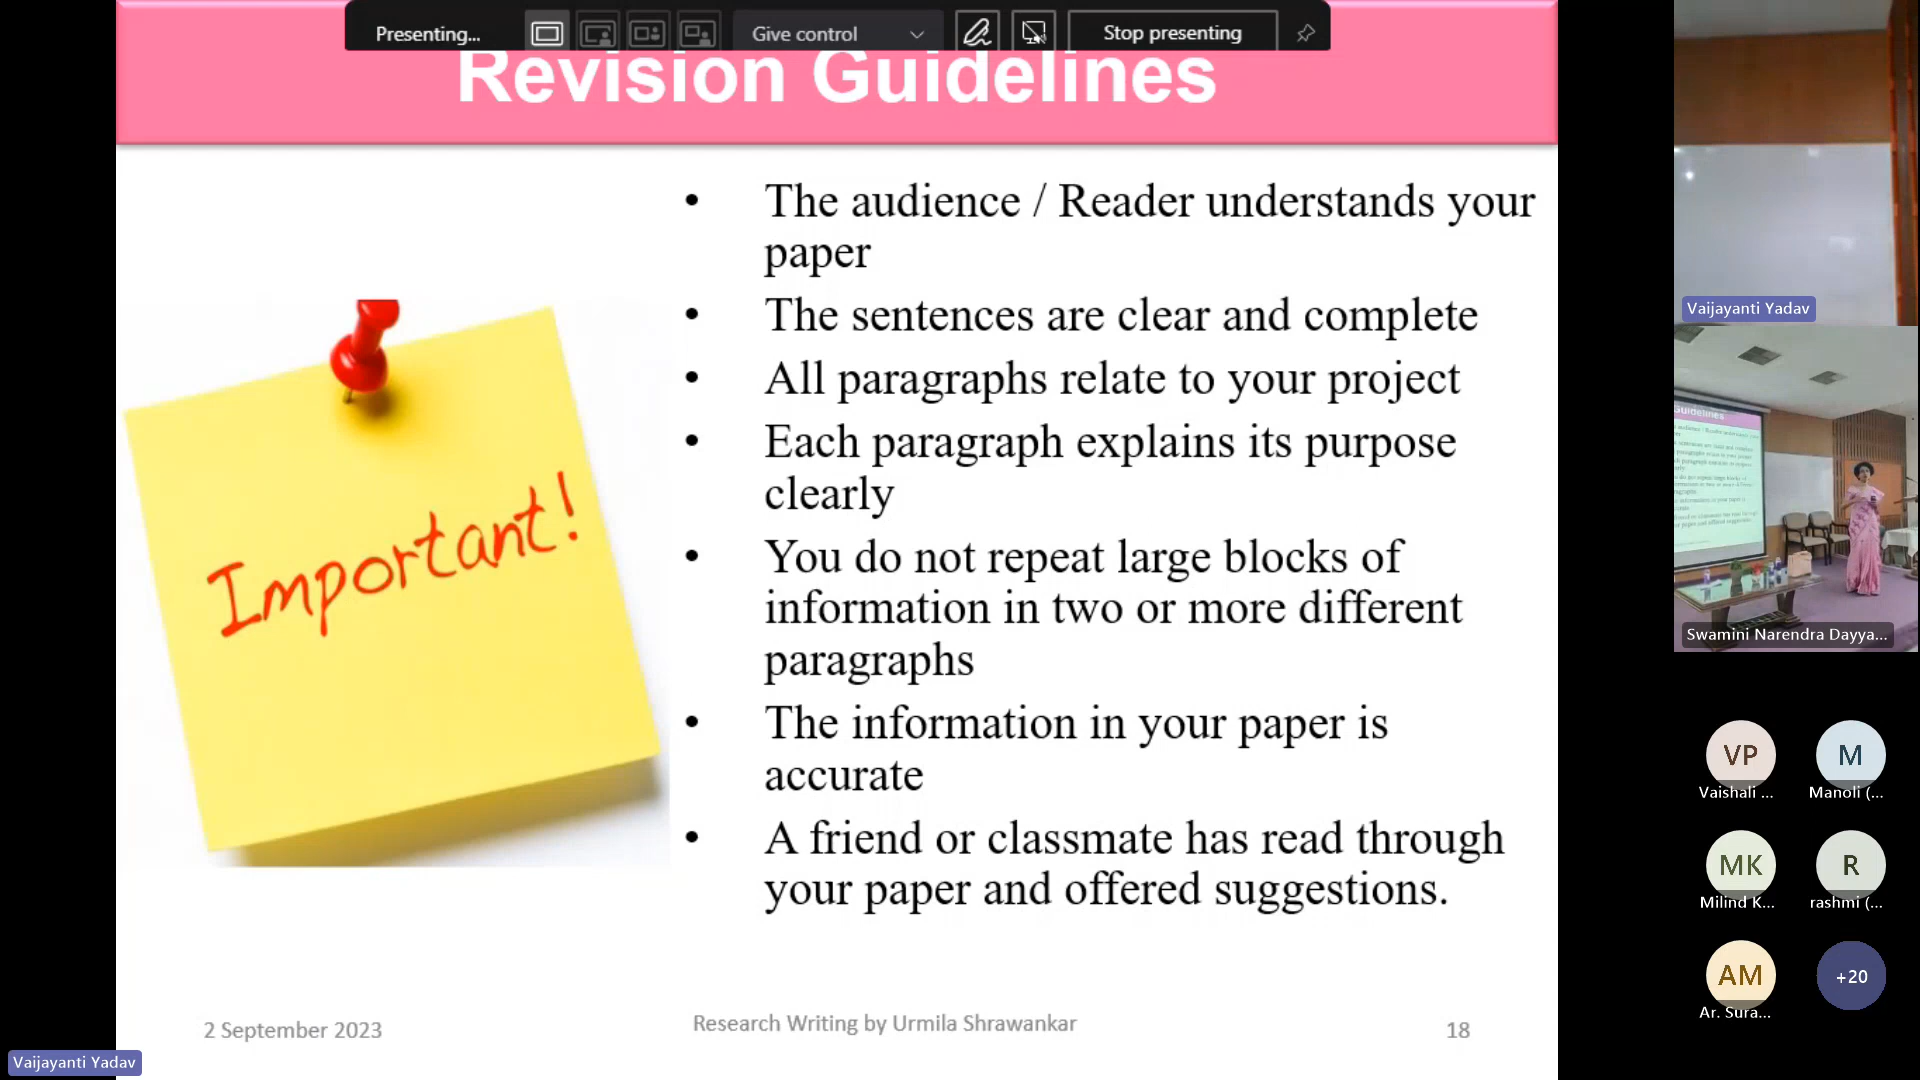 Presenting...
Give control
Stop presenting
Revision Guidelines
• The audience / Reader understands your
paper
• The sentences are clear and complete
• All paragraphs relate to your project
• Each paragraph explains its purpose
clearly
• You do not repeat large blocks of
information in two or more different
paragraphs
• The information in your paper is
accurate
• A friend or classmate has read through
your paper and offered suggestions.
Important!
2 September 2023
Research Writing by Urmila Shrawankar
18
Vaijayanti Yadav
Vaijayanti Yadav
Guidelines
Swamini Narendra Dayya...
VP
Vaishali ...
M
Manoli (...
MK
Milind K...
R
rashmi (...
AM
Ar. Sura...
+20